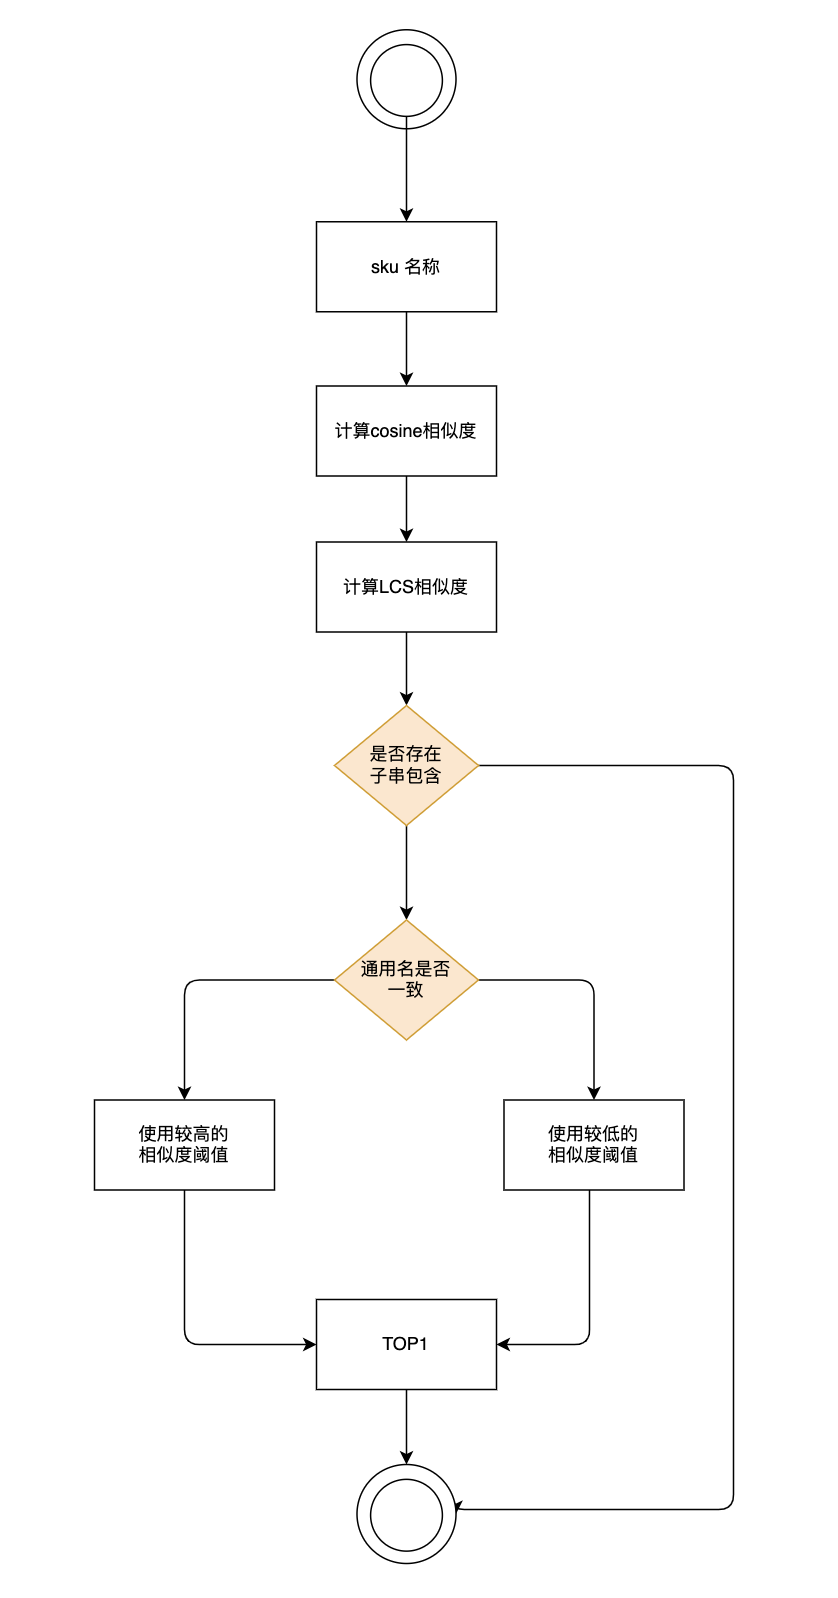 sku 名称
计算cosine相似度
计算LCS相似度
是否存在
子串包含
通用名是否
一致
使用较高的
相似度阈值
使用较低的
相似度阈值
TOP1